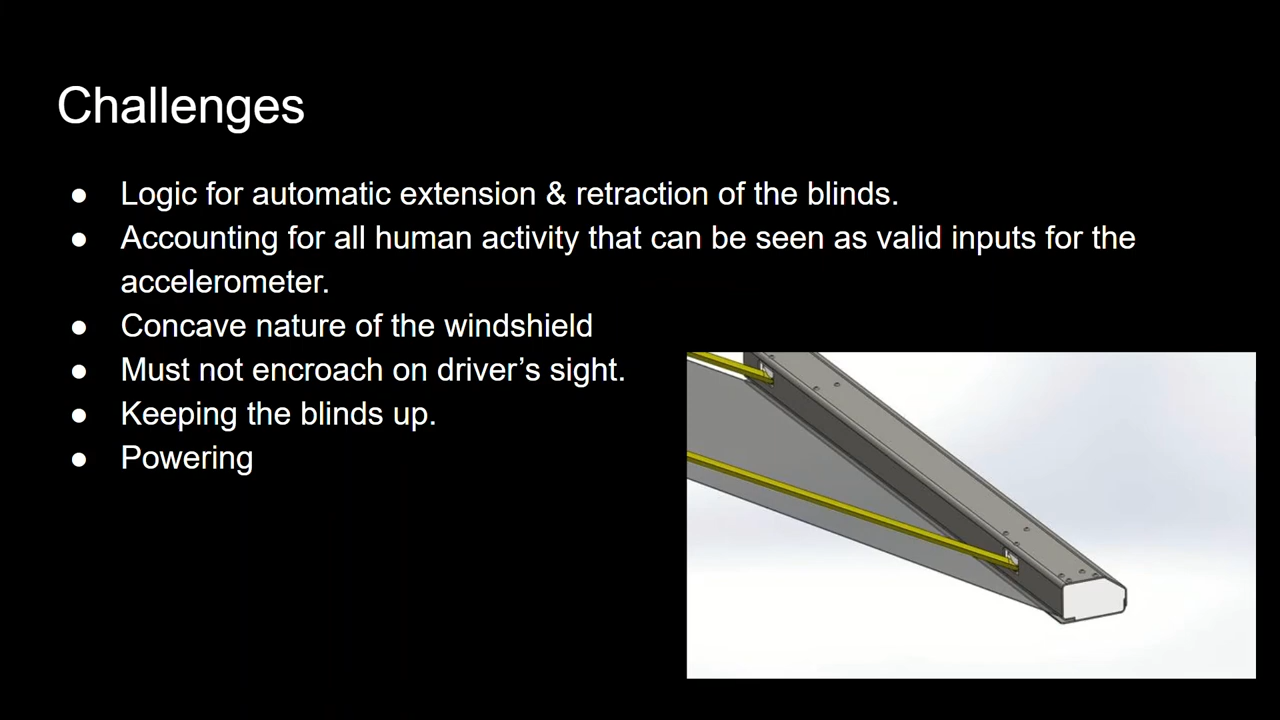 Challenges
● Logic for automatic extension & retraction of the blinds.
● Accounting for all human activity that can be seen as valid inputs for the
accelerometer.
● Concave nature of the windshield
● Must not encroach on driver’s sight.
● Keeping the blinds up.
● Powering